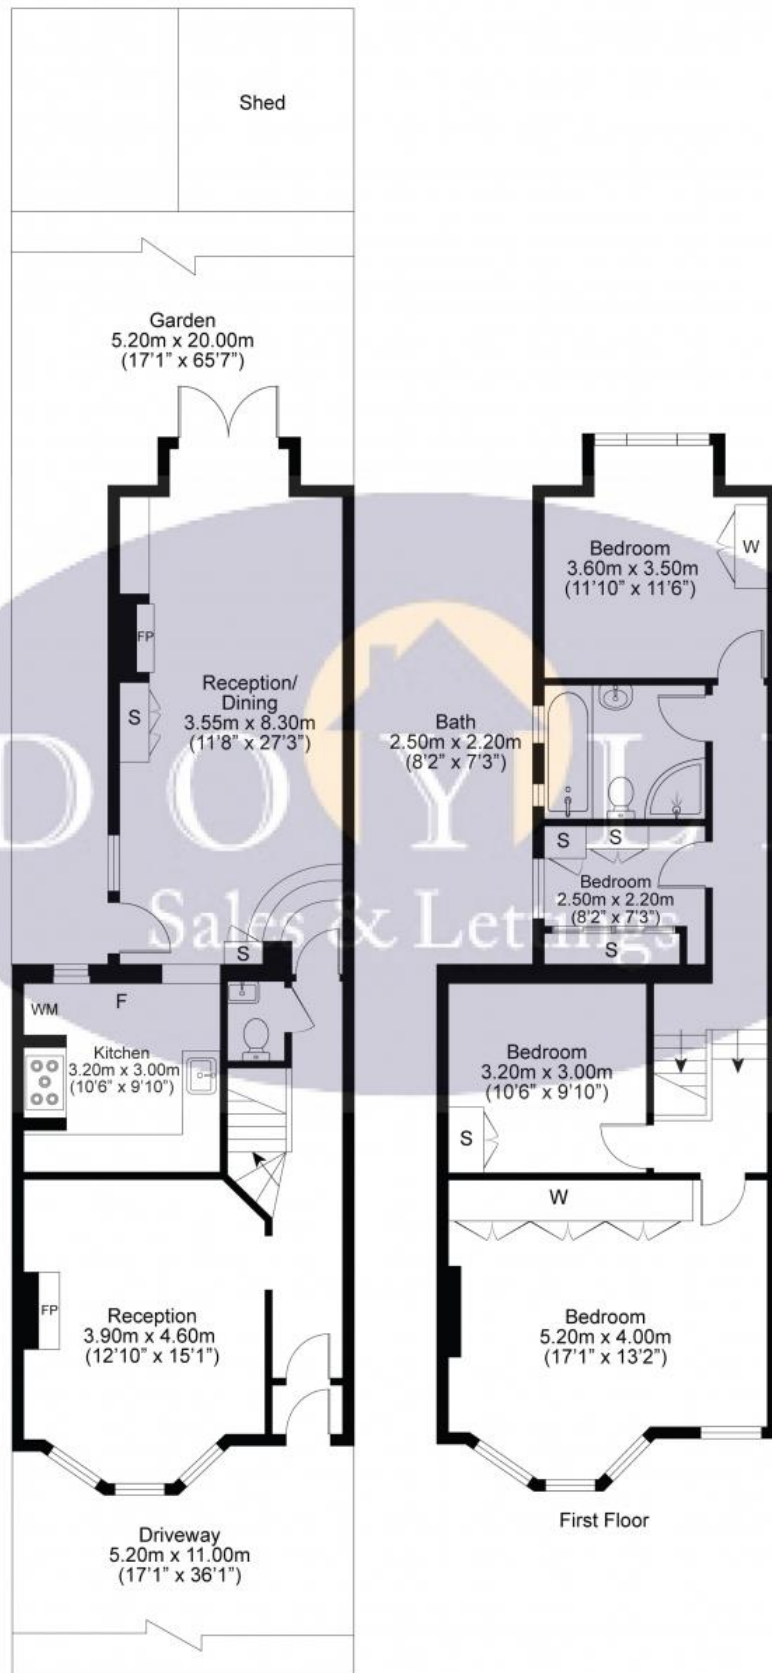 Shed
Garden
5.20m x 20.00m
(17'1" x 65'7")
Bedroom
3.60m x 3.50m
(11'10" x 11'6")
W
FP
Reception/
Dining
3.55m x 8.30m
(11'8" x 27'3")
S
Bath
2.50m x 2.20m
(8'2" x 7'3")
DOYLE
Sales & Lettings
S
S
Bedroom
2.50m x 2.20m
(8'2" x 7'3")
S
S
WM
F
Kitchen
3.20m x 3.00m
(10'6" x 9'10")
Bedroom
3.20m x 3.00m
(10'6" x 9'10")
S
W
FP
Reception
3.90m x 4.60m
(12'10" x 15'1")
Bedroom
5.20m x 4.00m
(17'1" x 13'2")
First Floor
Driveway
5.20m x 11.00m
(17'1" x 36'1")